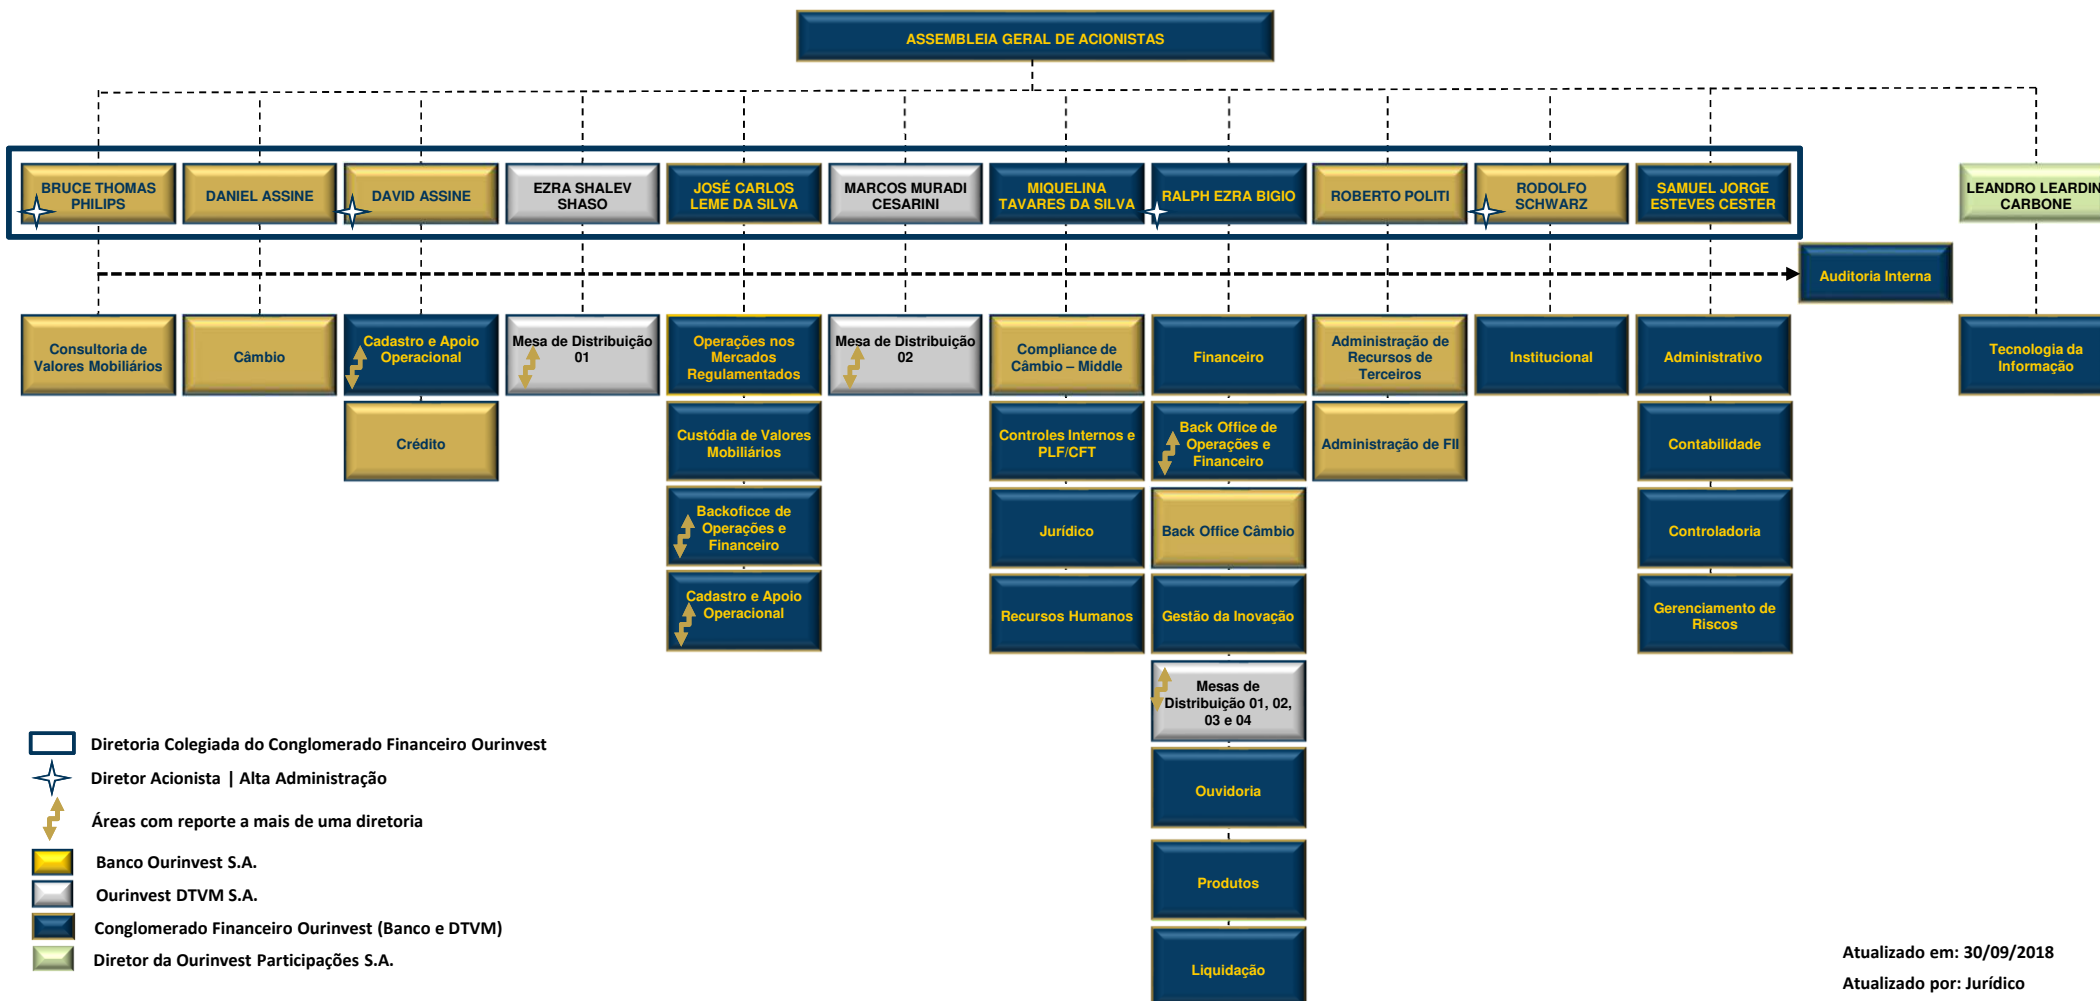 ASSEMBLEIA GERAL DE ACIONISTAS
BRUCE THOMAS
PHILIPS
DANIEL ASSINE
DAVID ASSINE
EZRA SHALEV
SHASO
JOSÉ CARLOS
LEME DA SILVA
MARCOS MURADI
CESARINI
MIQUELINA
TAVARES DA SILVA
RALPH EZRA BIGIO
ROBERTO POLITI
RODOLFO
SCHWARZ
SAMUEL JORGE
ESTEVES CESTER
LEANDRO LEARDIN
CARBONE
Auditoria Interna
Consultoria de
Valores Mobiliários
Câmbio
Cadastro e Apoio
Operacional
Mesa de Distribuição
01
Operações nos
Mercados
Regulamentados
Mesa de Distribuição
02
Compliance de
Câmbio – Middle
Financeiro
Administração de
Recursos de
Terceiros
Institucional
Administrativo
Tecnologia da
Informação
Crédito
Custódia de Valores
Mobiliários
Controles Internos e
PLF/CFT
Back Office de
Operações e
Financeiro
Administração de FII
Contabilidade
Backoficce de
Operações e
Financeiro
Jurídico
Back Office Câmbio
Controladoria
Cadastro e Apoio
Operacional
Recursos Humanos
Gestão da Inovação
Gerenciamento de
Riscos
Mesas de
Distribuição 01, 02,
03 e 04
Ouvidoria
Produtos
Liquidação
Diretoria Colegiada do Conglomerado Financeiro Ourinvest
Diretor Acionista | Alta Administração
Áreas com reporte a mais de uma diretoria
Banco Ourinvest S.A.
Ourinvest DTVM S.A.
Conglomerado Financeiro Ourinvest (Banco e DTVM)
Diretor da Ourinvest Participações S.A.
Atualizado em: 30/09/2018
Atualizado por: Jurídico